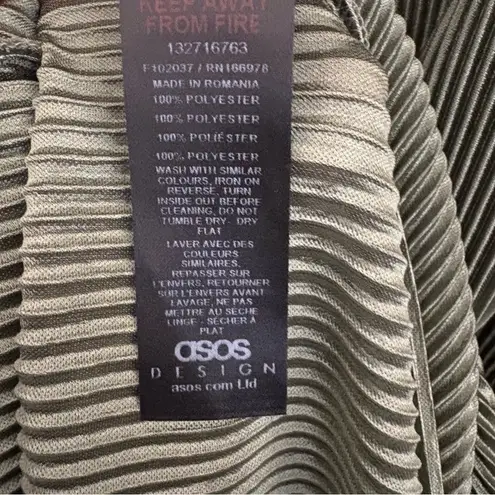 KEEP AWAY
FROM FIRE
132716763
F102037 / RN166978
MADE IN ROMANIA
100% POLYESTER
100% POLYESTER
100% POLIÉSTER
100% POLYESTER
WASH WITH SIMILAR
COLOURS, IRON ON
REVERSE, TURN
INSIDE OUT BEFORE
CLEANING, DO NOT
TUMBLE DRY - DRY
FLAT
LAVER AVEC DES
COULEURS
SIMILAIRES,
REPASSER SUR
L'ENVERS, RETOURNER
SUR L'ENVERS AVANT
LAVAGE, NE PAS
METTRE AU SÈCHE
LINGE - SÉCHER À
PLAT
asos
DESIGN
asos.com Ltd